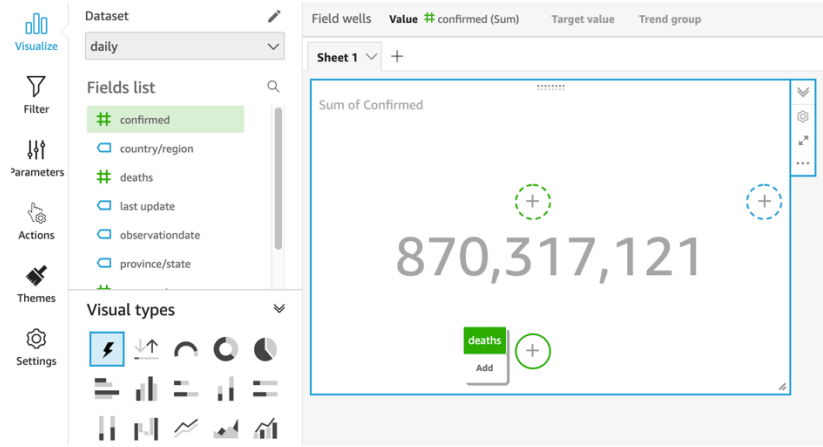 Visualize
Filter
Parameters
Actions
Themes
Settings
Dataset
daily
Fields list
confirmed
country/region
deaths
last update
observationdate
province/state
Visual types
Field wells Value confirmed (Sum) Target value Trend group
Sheet 1
Sum of Confirmed
870,317,121
deaths
Add